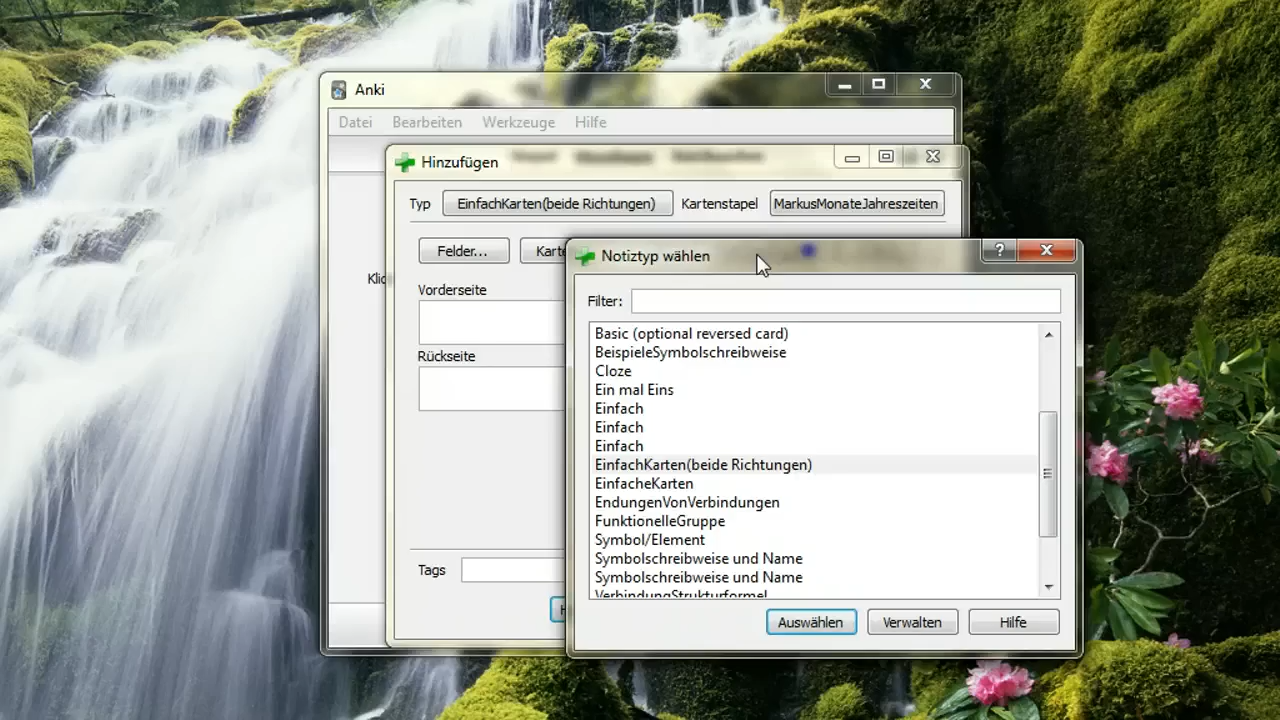 Anki
Datei Bearbeiten Werkzeuge Hilfe
Hinzufügen
Typ EinfachKarten(beide Richtungen) Kartenstapel MarkusMonateJahreszeiten
Felder...
Notiztyp wählen
?
Filter:
Vorderseite
Rückseite
Basic (optional reversed card)
BeispieleSymbolschreibweise
Cloze
Ein mal Eins
Einfach
Einfach
Einfach
EinfachKarten(beide Richtungen)
EinfacheKarten
EndungenVonVerbindungen
FunktionelleGruppe
Symbol/Element
Symbolschreibweise und Name
Symbolschreibweise und Name
VerbindungStrukturformel
Tags
Auswählen Verwalten Hilfe